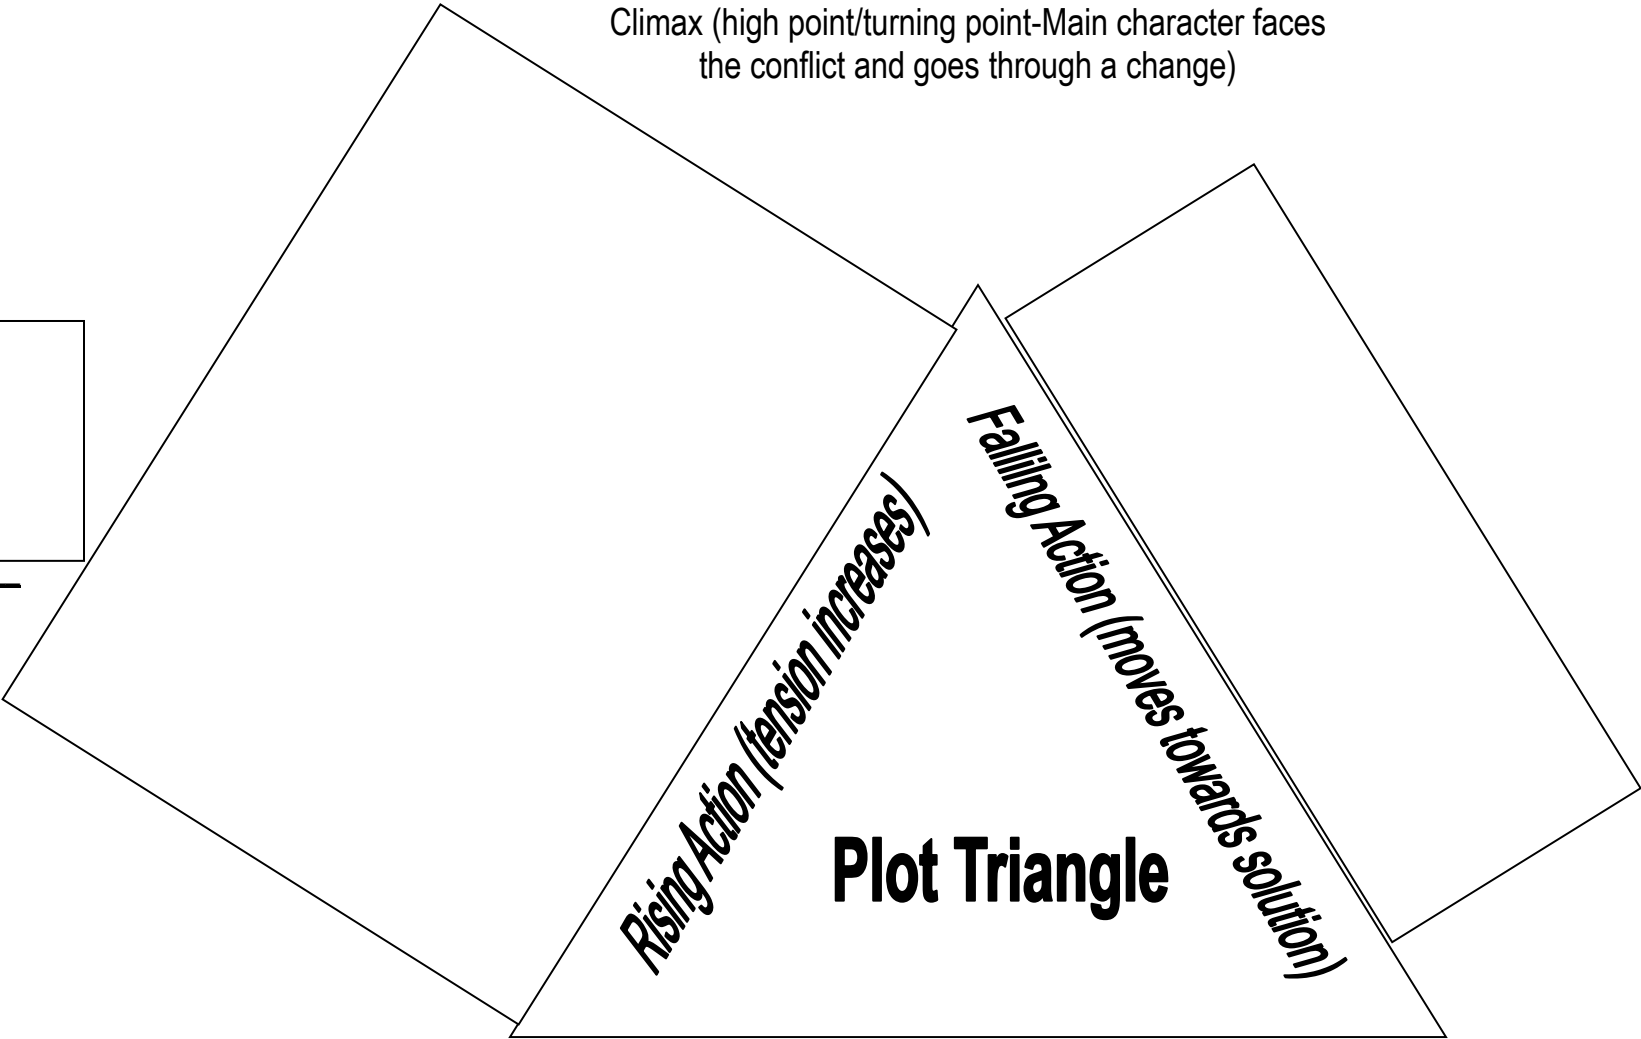 Climax (high point/turning point-Main character faces
the conflict and goes through a change)
Rising Action (tension increases)
Fallilng Action (moves towards solution)
Plot Triangle